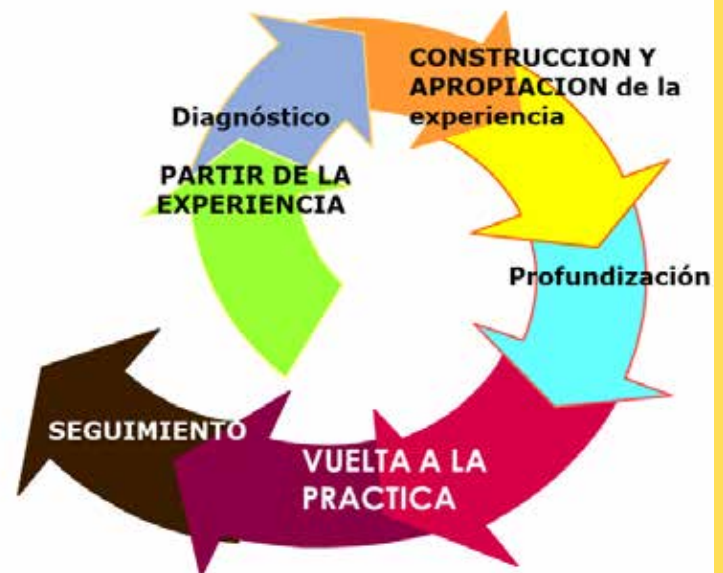 CONSTRUCCION Y
APROPIACION de la
experiencia
Diagnóstico
PARTIR DE LA
EXPERIENCIA
Profundización
SEGUIMIENTO
VUELTA A LA
PRACTICA